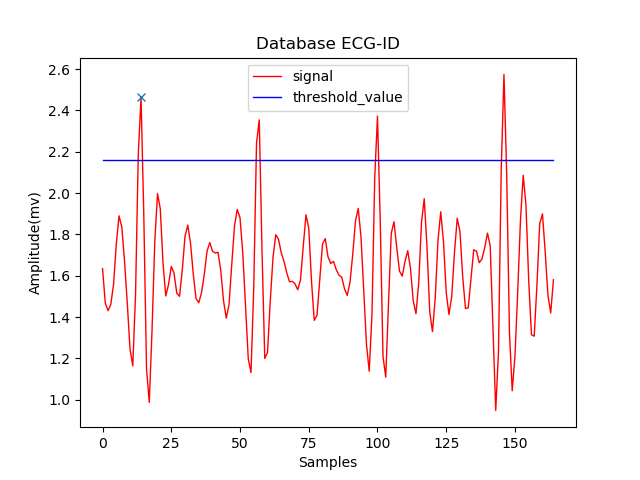 Database ECG-ID
signal
threshold_value
Amplitude(mv)
2.6
2.4
2.2
2.0
1.8
1.6
1.4
1.2
1.0
0 25 50 75 100 125 150
Samples